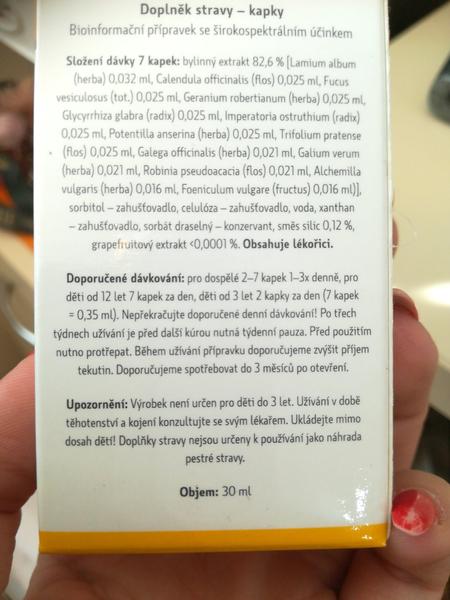 Doplněk stravy – kapky
Bioinformační přípravek se širokospektrálním účinkem
Složení dávky 7 kapek: bylinný extrakt 82,6 % [Lamium album
(herba) 0,032 ml, Calendula officinalis (flos) 0,025 ml, Fucus
vesiculosus (tot.) 0,025 ml, Geranium robertianum (herba) 0,025 ml,
Glycyrrhiza glabra (radix) 0,025 ml, Imperatoria ostruthium (radix)
0,025 ml, Potentilla anserina (herba) 0,025 ml, Trifolium pratense
(flos) 0,025 ml, Galega officinalis (herba) 0,021 ml, Galium verum
(herba) 0,021 ml, Robinia pseudoacacia (flos) 0,021 ml, Alchemilla
vulgaris (herba) 0,016 ml, Foeniculum vulgare (fructus) 0,016 ml)],
sorbitol – zahušťovadlo, celulóza – zahušťovadlo, voda, xanthan
– zahušťovadlo, sorbát draselný – konzervant, směs silic 0,12 %,
grapefruitový extrakt <0,0001 %. Obsahuje lékořici.
Doporučené dávkování: pro dospělé 2–7 kapek 1–3x denně, pro
děti od 12 let 7 kapek za den, děti od 3 let 2 kapky za den (7 kapek
= 0,35 ml). Nepřekračujte doporučené denní dávkování! Po třech
týdnech užívání je před další kúrou nutná týdenní pauza. Před použitím
nutno protřepat. Během užívání přípravku doporučujeme zvýšit příjem
tekutin. Doporučujeme spotřebovat do 3 měsíců po otevření.
Upozornění: Výrobek není určen pro děti do 3 let. Užívání v době
těhotenství a kojení konzultujte se svým lékařem. Ukládejte mimo
dosah dětí! Doplňky stravy nejsou určeny k používání jako náhrada
pestré stravy.
Objem: 30 ml